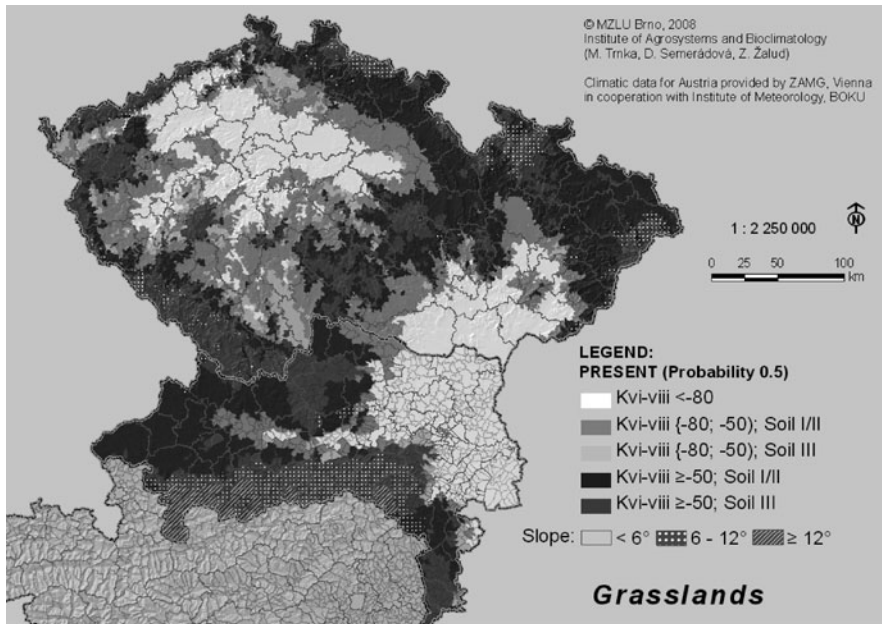 © MZLU Brno, 2008
Institute of Agrosystems and Bioclimatology
(M. Trnka, D. Semerádová, Z. Žalud)
Climatic data for Austria provided by ZAMG, Vienna
in cooperation with Institute of Meteorology, BOKU
N
1 : 2 250 000
0 25 50 100
km
LEGEND:
PRESENT (Probability 0.5)
Kvi-viii <-80
Kvi-viii {-80; -50); Soil I/II
Kvi-viii {-80; -50); Soil III
Kvi-viii ≥-50; Soil I/II
Kvi-viii ≥-50; Soil III
Slope: < 6° 6 - 12° ≥ 12°
Grasslands